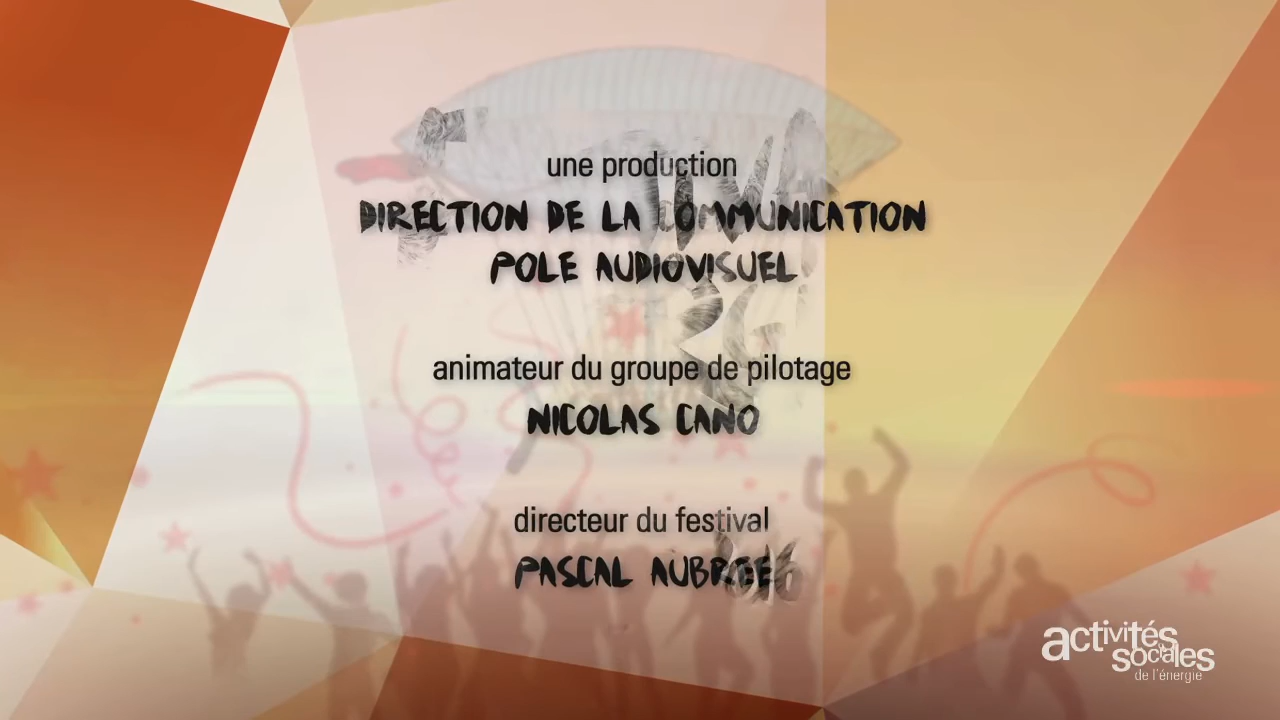 une production
DIRECTION DE LA COMMUNICATION
POLE AUDIOVISUEL
animateur du groupe de pilotage
NICOLAS CANO
directeur du festival
PASCAL AUBREE
activités
sociales
de l'énergie